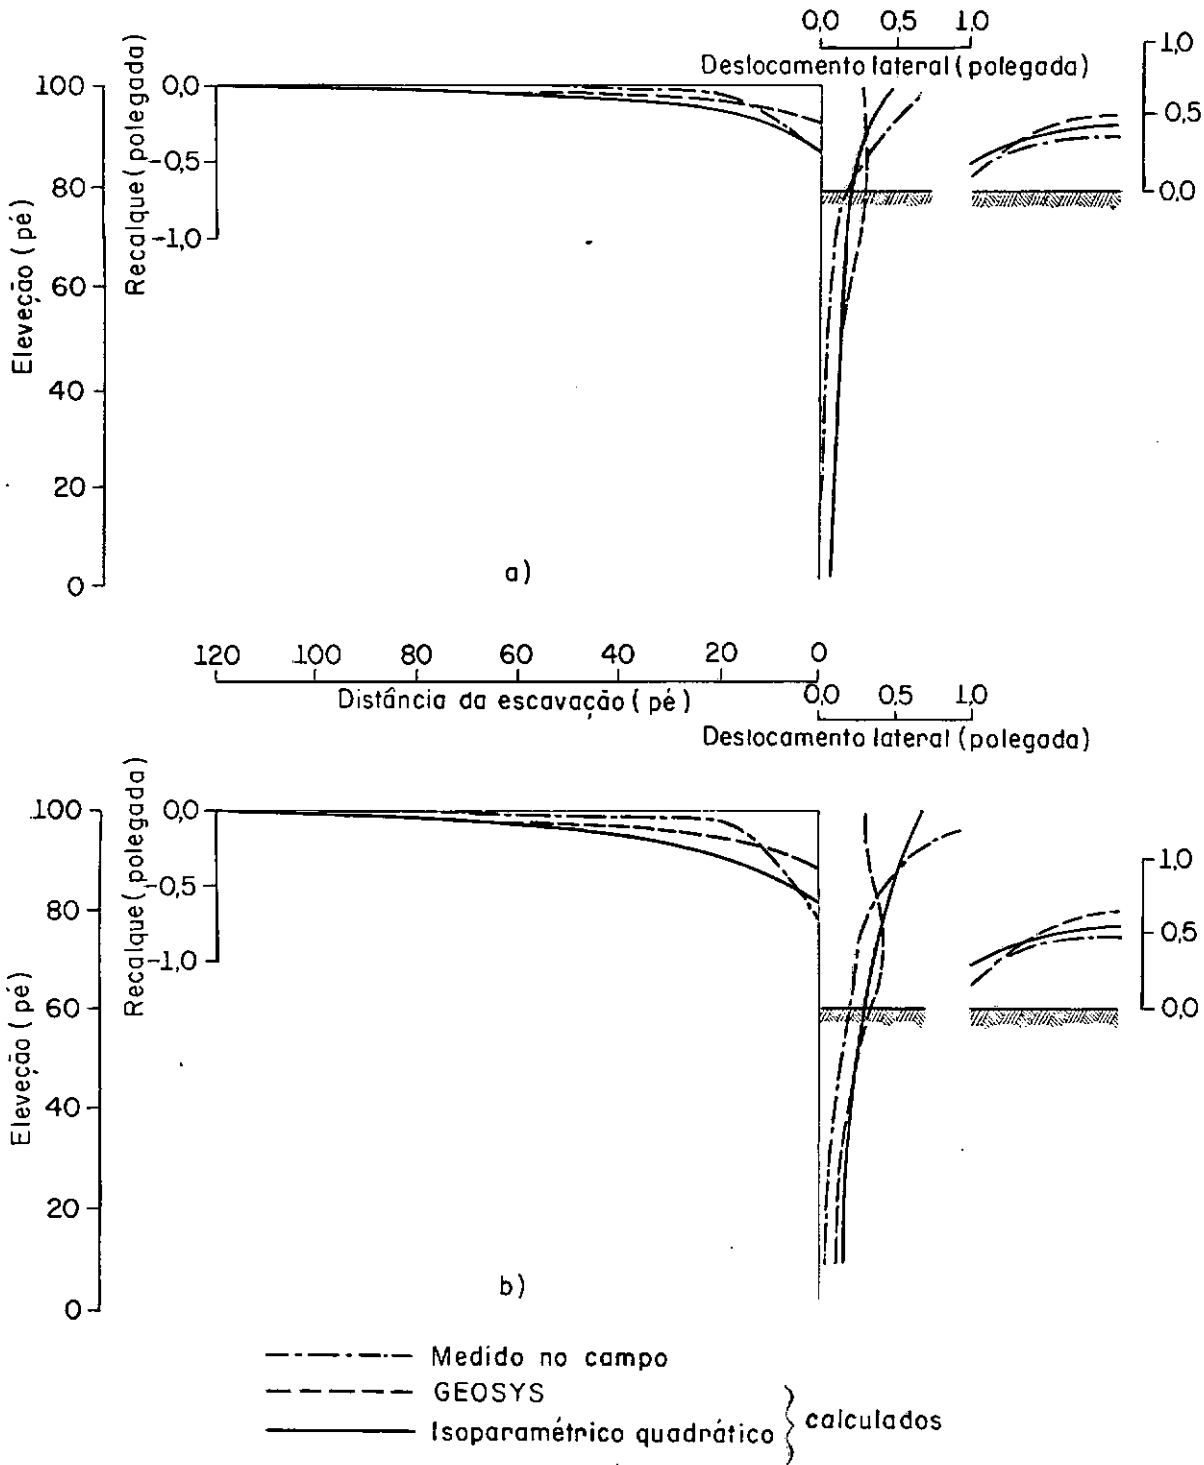 0,0 0,5 1,0
Deslocamento lateral (polegada)
1,0
0,5
0,0
Recalque (polegada)
0,0
-0,5
-1,0
Eleveção (pé)
100
80
60
40
20
0
a)
120 100 80 60 40 20 0
Distância da escavação (pé)
0,0 0,5 1,0
Deslocamento lateral (polegada)
1,0
0,5
0,0
Recalque (polegada)
0,0
-0,5
-1,0
Eleveção (pé)
100
80
60
40
20
0
b)
Medido no campo
GEOSYS
Isoparamétrico quadrático
calculados